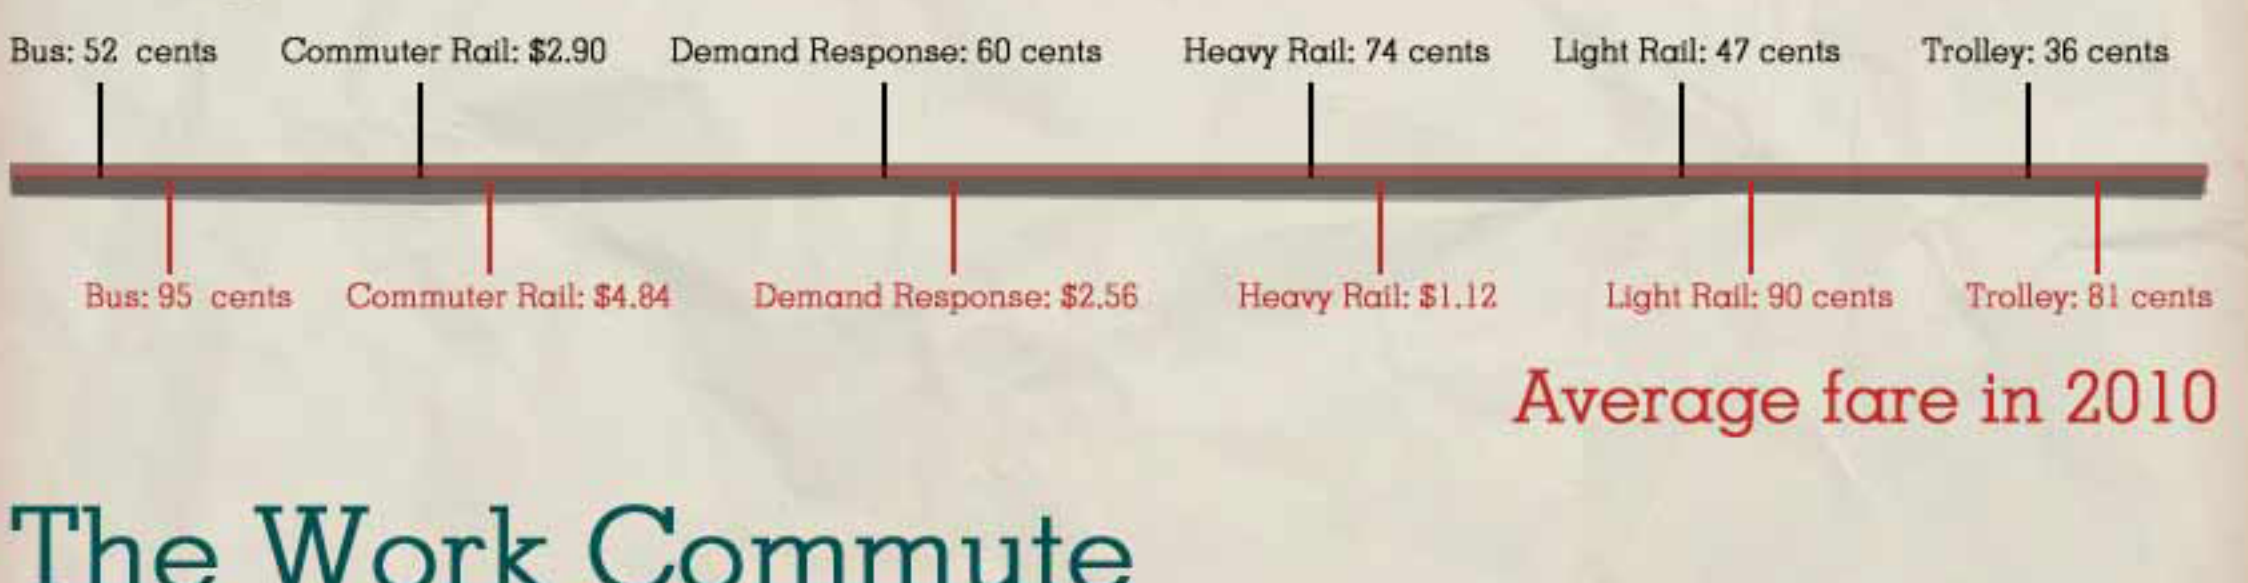 Bus: 52 cents Commuter Rail: $2.90 Demand Response: 60 cents Heavy Rail: 74 cents Light Rail: 47 cents Trolley: 36 cents
Bus: 95 cents Commuter Rail: $4.84 Demand Response: $2.56 Heavy Rail: $1.12 Light Rail: 90 cents Trolley: 81 cents
Average fare in 2010
The Work Commute